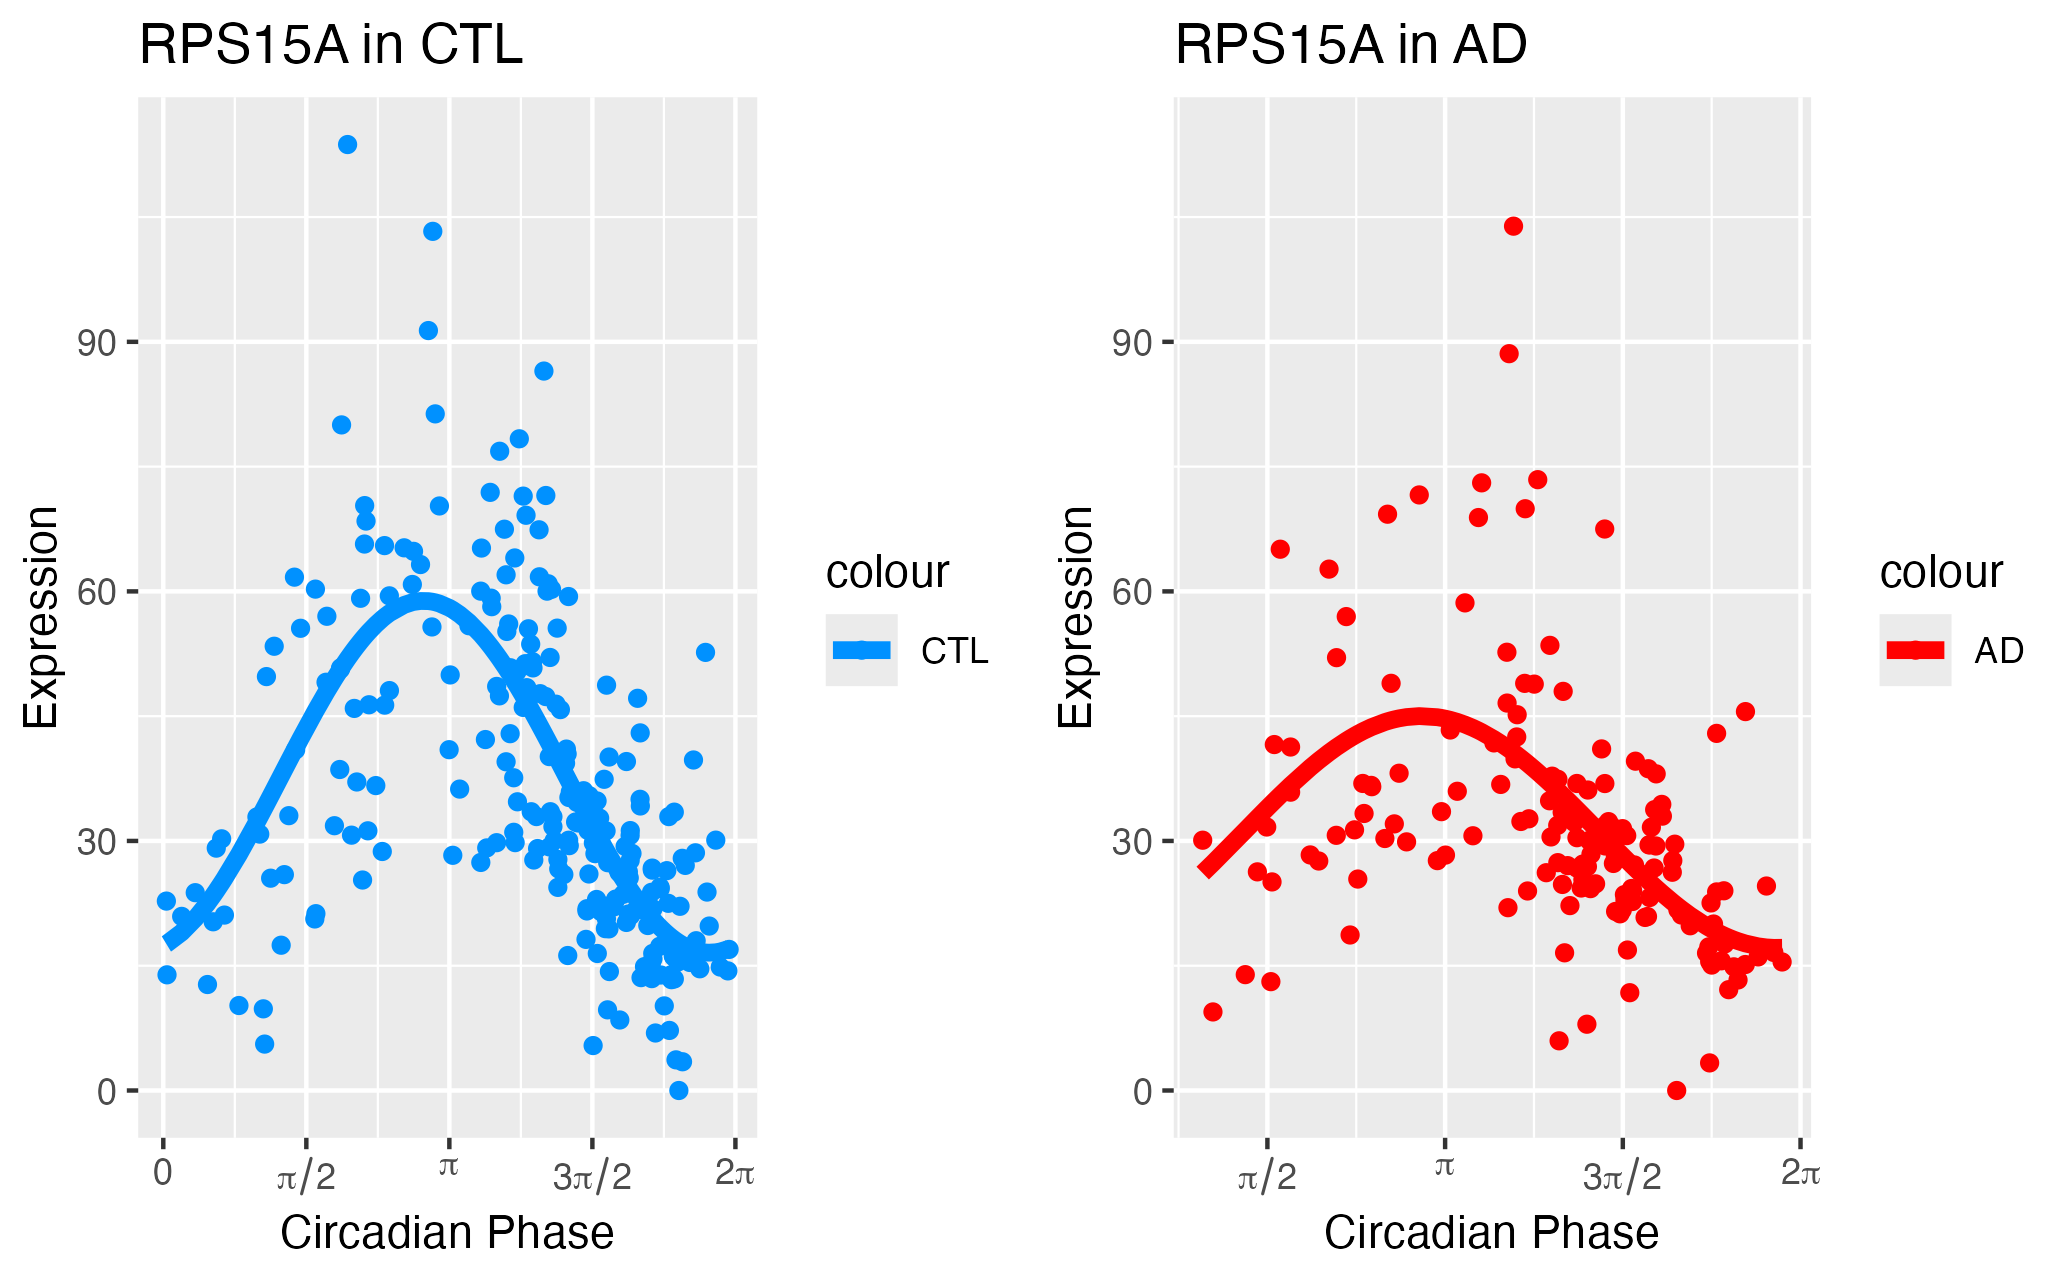 RPS15A in CTL
Expression
90
60
30
0
0
π/2
π
3π/2
2π
Circadian Phase
colour
CTL
RPS15A in AD
Expression
90
60
30
0
π/2
π
3π/2
2π
Circadian Phase
colour
AD